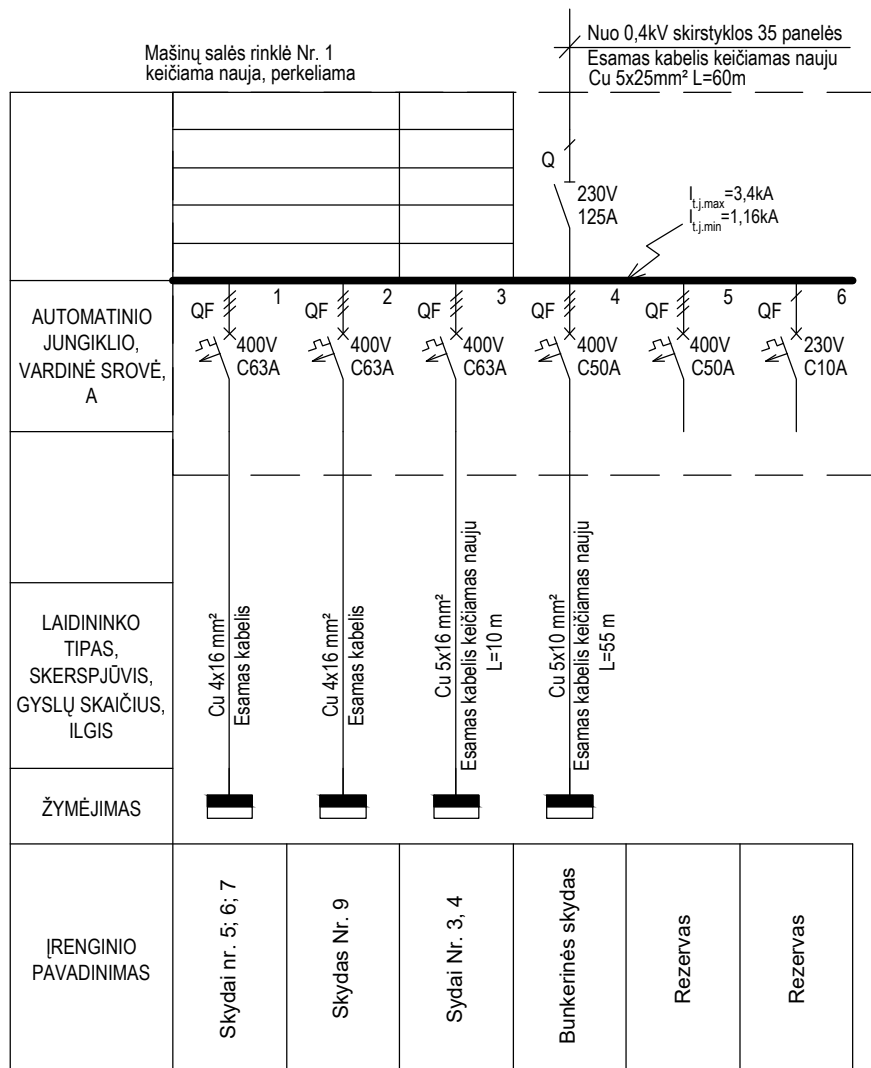 Mašinų salės rinklė Nr. 1
keičiama nauja, perkeliama
Nuo 0,4kV skirstyklos 35 panelės
Esamas kabelis keičiamas nauju
Cu 5x25mm² L=60m
Q
230V
125A
I t.j.max =3,4kA
I t.j.min =1,16kA
AUTOMATINIO
JUNGIKLIO,
VARDINĖ SROVĖ,
A
QF
1
400V
C63A
QF
2
400V
C63A
QF
3
400V
C63A
QF
4
400V
C50A
QF
5
400V
C50A
QF
6
230V
C10A
LAIDININKO
TIPAS,
SKERSPJŪVIS,
GYSLŲ SKAIČIUS,
ILGIS
Cu 4x16 mm²
Esamas kabelis
Cu 4x16 mm²
Esamas kabelis
Cu 5x16 mm²
Esamas kabelis keičiamas nauju
L=10 m
Cu 5x10 mm²
Esamas kabelis keičiamas nauju
L=55 m
ŽYMĖJIMAS
ĮRENGINIO
PAVADINIMAS
Skydai nr. 5; 6; 7
Skydas Nr. 9
Sydai Nr. 3, 4
Bunkerinės skydas
Rezervas
Rezervas